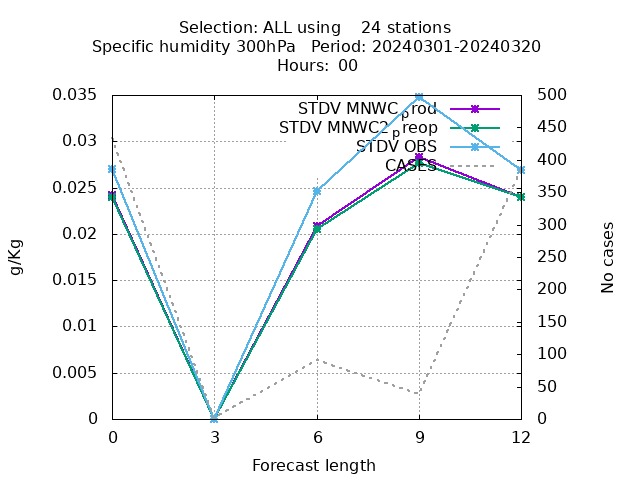 Selection: ALL using    24 stations
Specific humidity 300hPa   Period: 20240301-20240320
Hours: 00
STDV MNWC_prod
STDV MNWC2_preop
STDV OBS
CASES
0.035
0.03
0.025
0.02
0.015
0.01
0.005
0
500
450
400
350
300
250
200
150
100
50
0
g/Kg
No cases
0 3 6 9 12
Forecast length